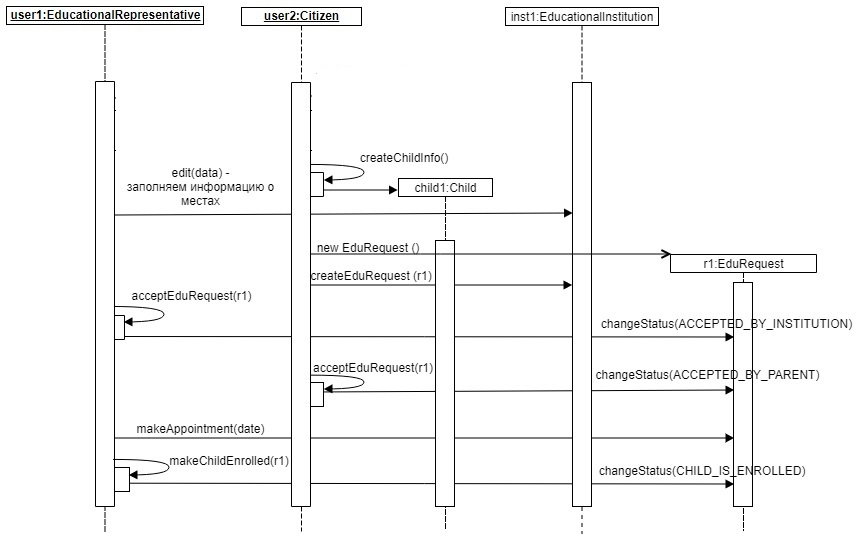 user1:EducationalRepresentative
user2:Citizen
inst1:EducationalInstitution
createChildInfo()
edit(data) -
заполняем информацию о
местах
child1:Child
new EduRequest ()
r1:EduRequest
createEduRequest (r1)
acceptEduRequest(r1)
changeStatus(ACCEPTED_BY_INSTITUTION)
acceptEduRequest(r1)
changeStatus(ACCEPTED_BY_PARENT)
makeAppointment(date)
makeChildEnrolled(r1)
changeStatus(CHILD_IS_ENROLLED)